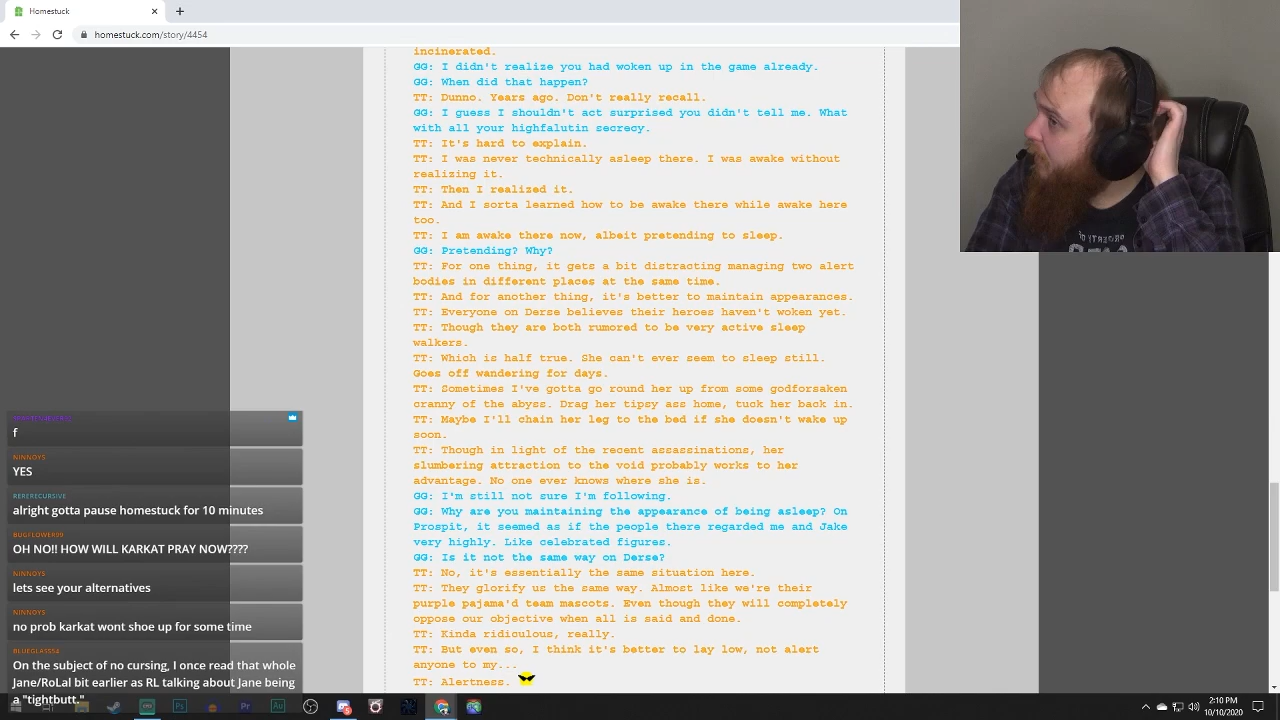 Homestuck
homestuck.com/story/4454
incinerated.
GG: I didn't realize you had woken up in the game already.
GG: When did that happen?
TT: Dunno. Years ago. Don't really recall.
GG: I guess I shouldn't act surprised you didn't tell me. What
with all your highfalutin secrecy.
TT: It's hard to explain.
TT: I was never technically asleep there. I was awake without
realizing it.
TT: Then I realized it.
TT: And I sorta learned how to be awake there while awake here
too.
TT: I am awake there now, albeit pretending to sleep.
GG: Pretending? Why?
TT: For one thing, it gets a bit distracting managing two alert
bodies in different places at the same time.
TT: And for another thing, it's better to maintain appearances.
TT: Everyone on Derse believes their heroes haven't woken yet.
TT: Though they are both rumored to be very active sleep
walkers.
TT: Which is half true. She can't ever seem to sleep still.
Goes off wandering for days.
TT: Sometimes I've gotta go round her up from some godforsaken
cranny of the abyss. Drag her tipsy ass home, tuck her back in.
TT: Maybe I'll chain her leg to the bed if she doesn't wake up
soon.
TT: Though in light of the recent assassinations, her
slumbering attraction to the void probably works to her
advantage. No one ever knows where she is.
GG: I'm still not sure I'm following.
GG: Why are you maintaining the appearance of being asleep? On
Prospit, it seemed as if the people there regarded me and Jake
very highly. Like celebrated figures.
GG: Is it not the same way on Derse?
TT: No, it's essentially the same situation here.
TT: They glorify us the same way. Almost like we're their
purple pajama'd team mascots. Even though they will completely
oppose our objective when all is said and done.
TT: Kinda ridiculous, really.
TT: But even so, I think it's better to lay low, not alert
anyone to my...
TT: Alertness.
f
NINNOYS
YES
RERERECURSIVE
alright gotta pause homestuck for 10 minutes
BUGFLOWER99
OH NO!! HOW WILL KARKAT PRAY NOW????
NINNOYS
lets see your alternatives
NINNOYS
no prob karkat wont shoe up for some time
BLUEGLASS54
On the subject of no cursing, I once read that whole
Jane/RoLal bit earlier as RL talking about Jane being
a "tightbutt."
2:10 PM
10/10/2020